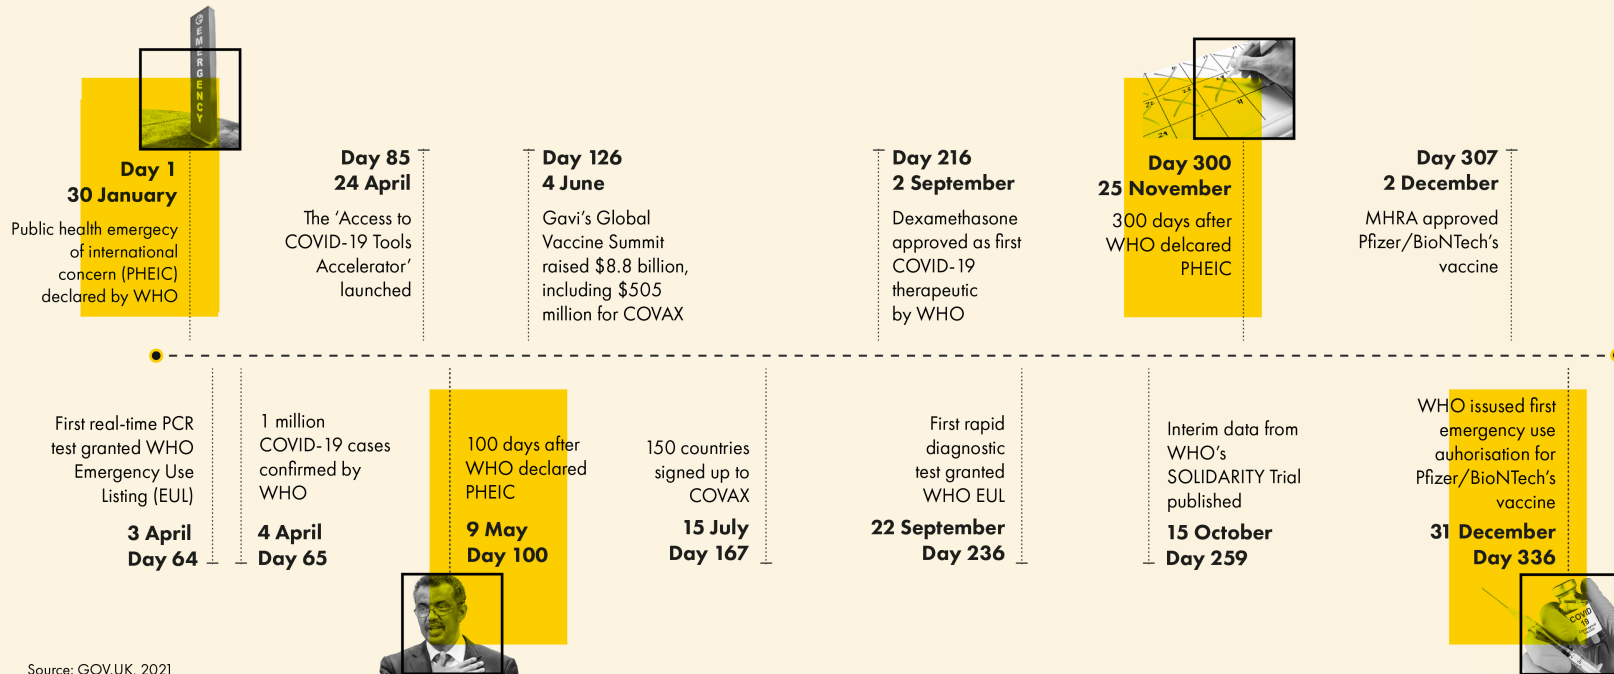 EMERGENCY
Day 1
30 January
Public health emergecy
of international
concern (PHEIC)
declared by WHO
Day 85
24 April
The ‘Access to
COVID-19 Tools
Accelerator’
launched
Day 126
4 June
Gavi’s Global
Vaccine Summit
raised $8.8 billion,
including $505
million for COVAX
Day 216
2 September
Dexamethasone
approved as first
COVID-19
therapeutic
by WHO
Day 300
25 November
300 days after
WHO delcared
PHEIC
Day 307
2 December
MHRA approved
Pfizer/BioNTech’s
vaccine
First real-time PCR
test granted WHO
Emergency Use
Listing (EUL)
3 April
Day 64
1 million
COVID-19 cases
confirmed by
WHO
4 April
Day 65
100 days after
WHO declared
PHEIC
9 May
Day 100
150 countries
signed up to
COVAX
15 July
Day 167
First rapid
diagnostic
test granted
WHO EUL
22 September
Day 236
Interim data from
WHO’s
SOLIDARITY Trial
published
15 October
Day 259
WHO issused first
emergency use
auhorisation for
Pfizer/BioNTech’s
vaccine
31 December
Day 336
COVID
19
Source: GOV.UK, 2021